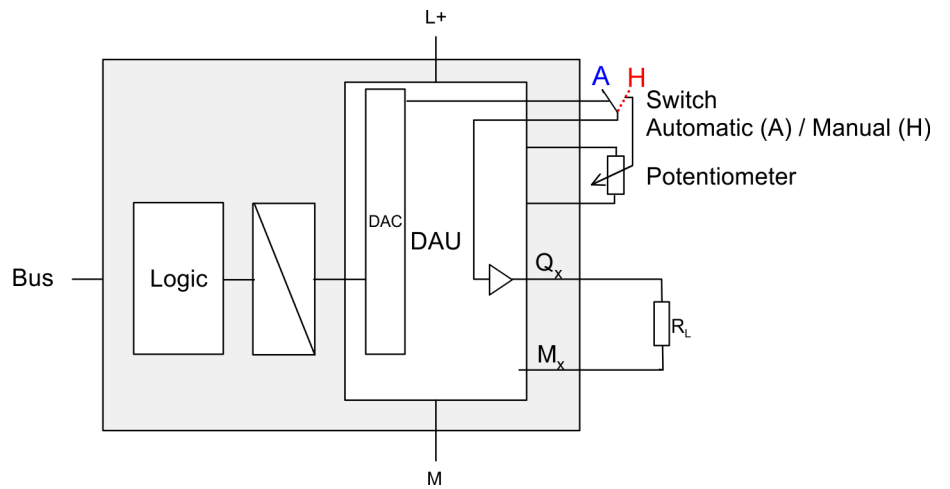 L+
A H
Switch
Automatic (A) / Manual (H)
Potentiometer
DAC
DAU
Bus
Logic
Qx
RL
Mx
M